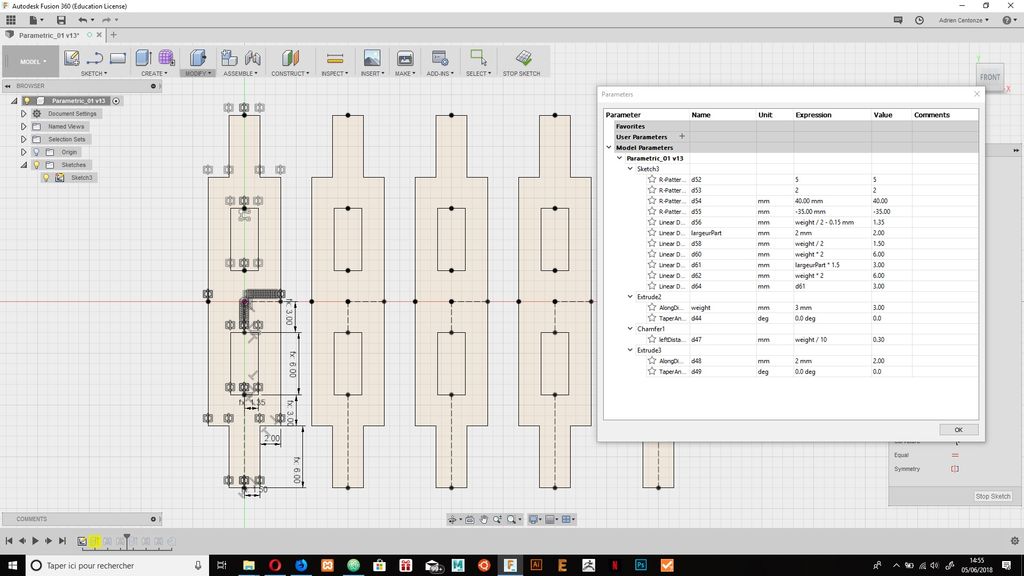 Autodesk Fusion 360 (Education License)
Parametric_01 v13*
Adrien Centonze
MODEL
SKETCH
CREATE
MODIFY
ASSEMBLE
CONSTRUCT
INSPECT
INSERT
MAKE
ADD-INS
SELECT
STOP SKETCH
BROWSER
Parametric_01 v13
Document Settings
Named Views
Selection Sets
Origin
Sketches
Sketch3
FRONT
Parameters
Parameter Name Unit Expression Value Comments
Favorites
User Parameters +
Model Parameters
Parametric_01 v13
Sketch3
R-Patter... d52 5 5
R-Patter... d53 2 2
R-Patter... d54 mm 40.00 mm 40.00
R-Patter... d55 mm -35.00 mm -35.00
Linear D... d56 mm weight / 2 - 0.15 mm 1.35
Linear D... largeurPart mm 2 mm 2.00
Linear D... d58 mm weight / 2 1.50
Linear D... d60 mm weight * 2 6.00
Linear D... d61 mm largeurPart * 1.5 3.00
Linear D... d62 mm weight * 2 6.00
Linear D... d64 mm d61 3.00
Extrude2
AlongDi... weight mm 3 mm 3.00
TaperAn... d44 deg 0.0 deg 0.0
Chamfer1
leftDista... d47 mm weight / 10 0.30
Extrude3
AlongDi... d48 mm 2 mm 2.00
TaperAn... d49 deg 0.0 deg 0.0
OK
fx: 3.00
fx: 6.00
fx: 1.35
fx: 3.00
2.00
fx: 6.00
1.50
Equal
Symmetry
Stop Sketch
COMMENTS
Taper ici pour rechercher
14:55
05/06/2018